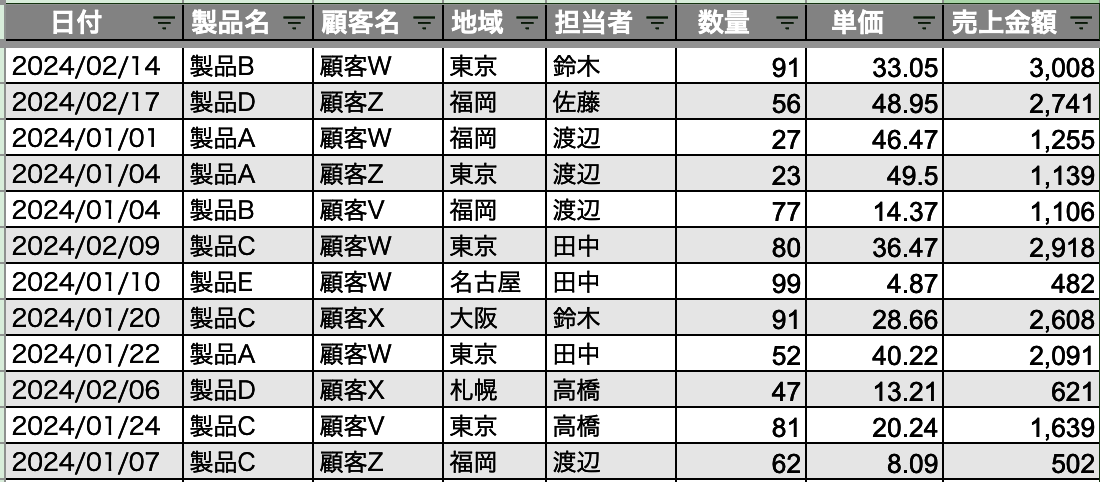 日付 製品名 顧客名 地域 担当者 数量 単価 売上金額
2024/02/14 製品B 顧客W 東京 鈴木 91 33.05 3,008
2024/02/17 製品D 顧客Z 福岡 佐藤 56 48.95 2,741
2024/01/01 製品A 顧客W 福岡 渡辺 27 46.47 1,255
2024/01/04 製品A 顧客Z 東京 渡辺 23 49.5 1,139
2024/01/04 製品B 顧客V 福岡 渡辺 77 14.37 1,106
2024/02/09 製品C 顧客W 東京 田中 80 36.47 2,918
2024/01/10 製品E 顧客W 名古屋 田中 99 4.87 482
2024/01/20 製品C 顧客X 大阪 鈴木 91 28.66 2,608
2024/01/22 製品A 顧客W 東京 田中 52 40.22 2,091
2024/02/06 製品D 顧客X 札幌 高橋 47 13.21 621
2024/01/24 製品C 顧客V 東京 高橋 81 20.24 1,639
2024/01/07 製品C 顧客Z 福岡 渡辺 62 8.09 502